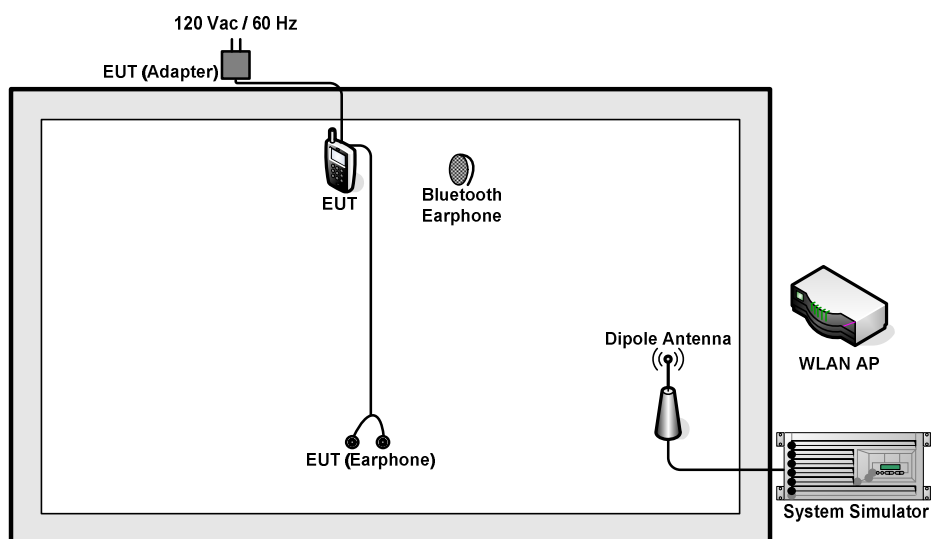 120 Vac / 60 Hz
EUT (Adapter)
EUT
Bluetooth
Earphone
Dipole Antenna
WLAN AP
EUT (Earphone)
System Simulator